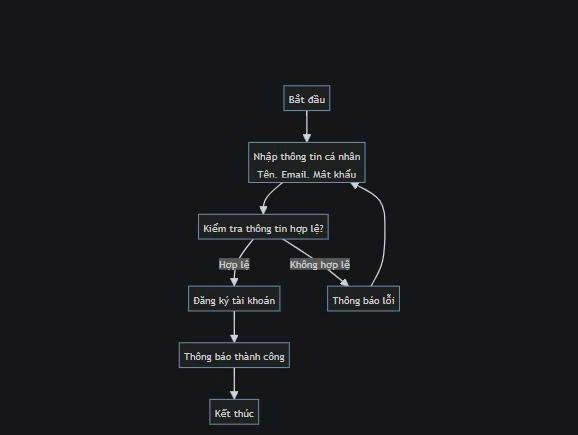 Bắt đầu
Nhập thông tin cá nhân
Tên, Email, Mật khẩu
Kiểm tra thông tin hợp lệ?
Hợp lệ
Không hợp lệ
Đăng ký tài khoản
Thông báo lỗi
Thông báo thành công
Kết thúc